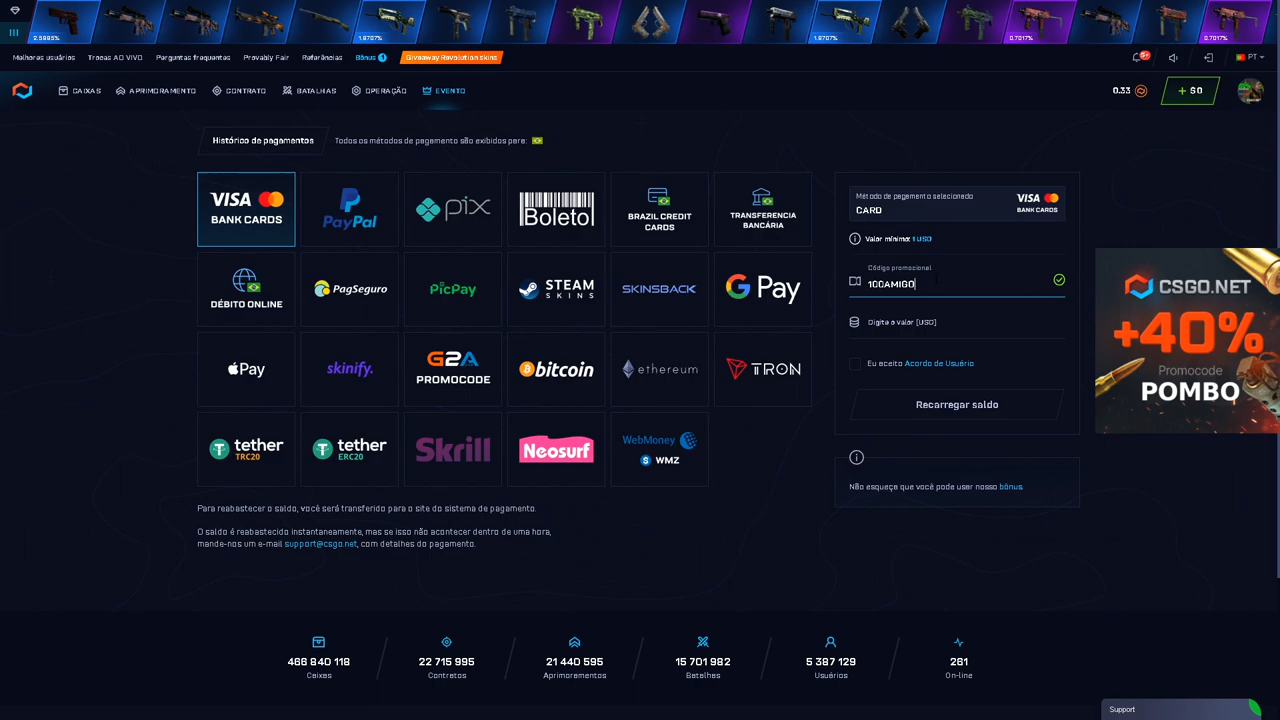 2.5995%
1.8707%
1.8707%
0.7017%
0.7017%
Melhores usuários
Trocas AO VIVO
Perguntas frequentes
Provably Fair
Referências
Bônus
Giveaway Revolution skins
9+
PT
CAIXAS
APRIMORAMENTO
CONTRATO
BATALHAS
OPERAÇÃO
EVENTO
0.33
+ $0
Histórico de pagamentos
Todos os métodos de pagamento são exibidos para:
VISA
BANK CARDS
PayPal
pix
Boleto
BRAZIL CREDIT
CARDS
TRANSFERENCIA
BANCÁRIA
DÉBITO ONLINE
PagSeguro
PicPay
STEAM
SKINS
SKINSBACK
G Pay
Pay
skinify.
G2A
PROMOCODE
bitcoin
ethereum
TRON
tether
TRC20
tether
ERC20
Skrill
Neosurf
WebMoney
WMZ
Para reabastecer o saldo, você será transferido para o site do sistema de pagamento.
O saldo é reabastecido instantaneamente, mas se isso não acontecer dentro de uma hora,
mande-nos um e-mail support@csgo.net, com detalhes do pagamento.
Método de pagamento selecionado
CARD
VISA
BANK CARDS
Valor mínimo: 1 USD
Código promocional
100AMIGO
Digite o valor [USD]
Eu aceito Acordo de Usuário
Recarregar saldo
Não esqueça que você pode usar nosso bônus.
CSGO.NET
+40%
Promocode
POMBO
466 840 118
Caixas
22 715 995
Contratos
21 440 595
Aprimoramentos
15 701 982
Batalhas
5 387 129
Usuários
261
On-line
Support